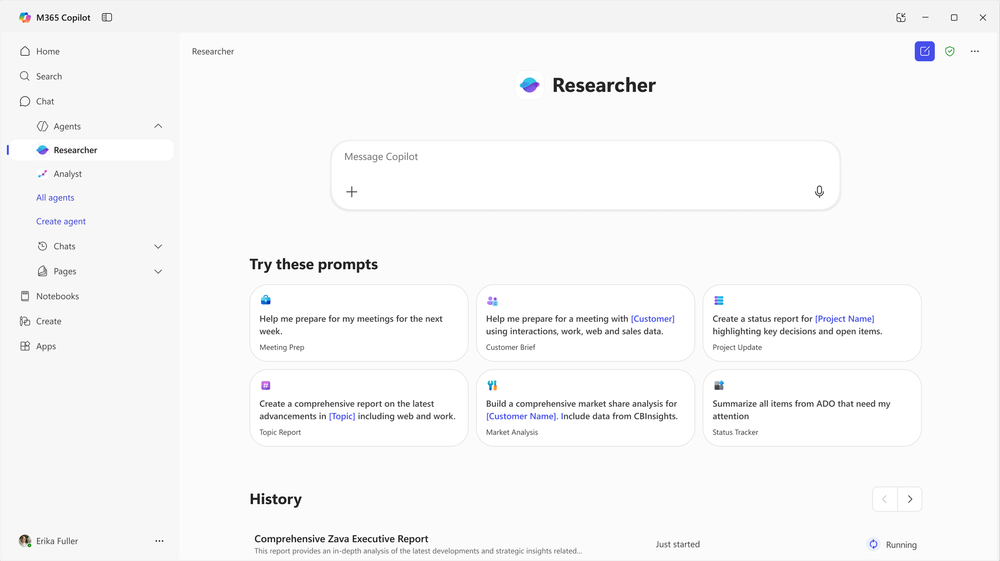 M365 Copilot
Home
Search
Chat
Agents
Researcher
Analyst
All agents
Create agent
Chats
Pages
Notebooks
Create
Apps
Erika Fuller
Researcher
Researcher
Message Copilot
Try these prompts
Help me prepare for my meetings for the next
week.
Meeting Prep
Help me prepare for a meeting with [Customer]
using interactions, work, web and sales data.
Customer Brief
Create a status report for [Project Name]
highlighting key decisions and open items.
Project Update
Create a comprehensive report on the latest
advancements in [Topic] including web and work.
Topic Report
Build a comprehensive market share analysis for
[Customer Name]. Include data from CBInsights.
Market Analysis
Summarize all items from ADO that need my
attention
Status Tracker
History
Comprehensive Zava Executive Report
This report provides an in-depth analysis of the latest developments and strategic insights related...
Just started
Running